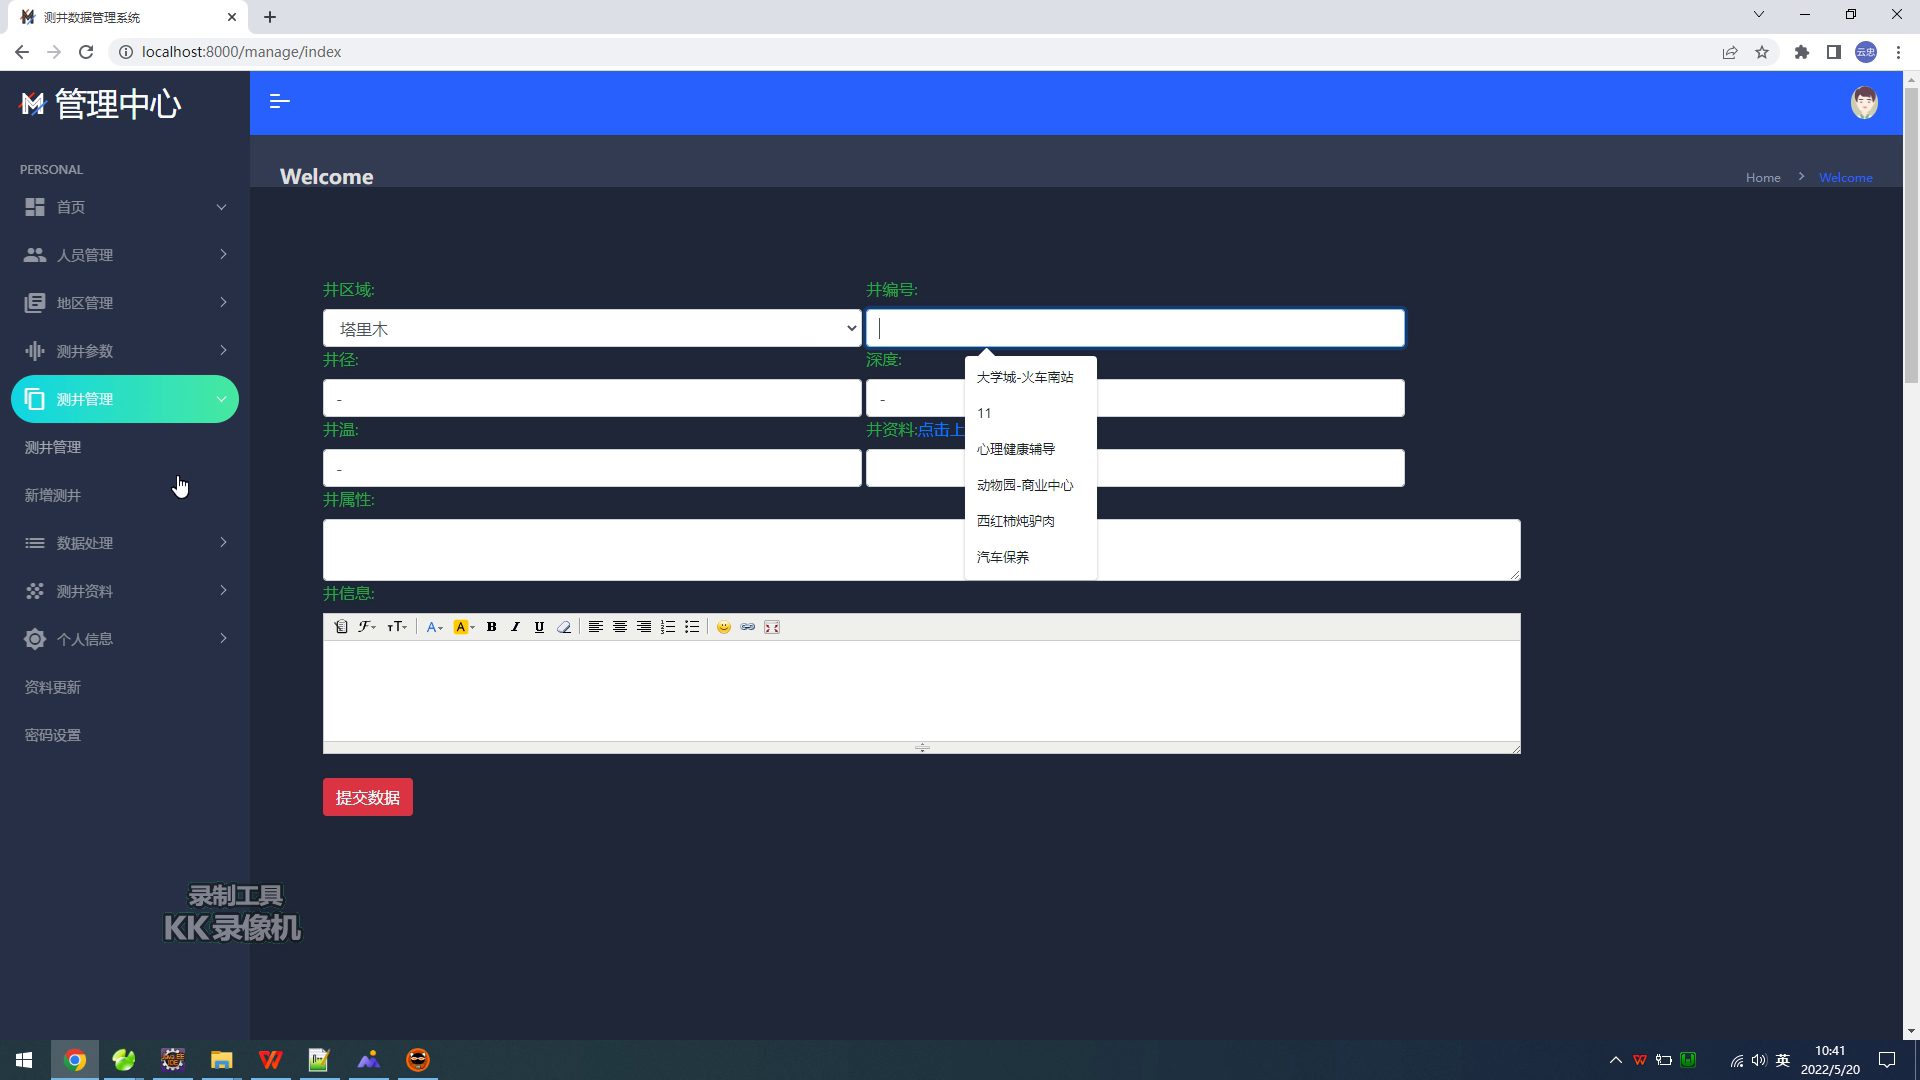 测井数据管理系统
localhost:8000/manage/index
云忠
管理中心
PERSONAL
首页
人员管理
地区管理
测井参数
测井管理
测井管理
新增测井
数据处理
测井资料
个人信息
资料更新
密码设置
Welcome
Home
Welcome
井区域:
井编号:
塔里木
井径:
深度:
-
-
井温:
井资料:点击上
-
大学城-火车南站
11
心理健康辅导
动物园-商业中心
西红柿炖驴肉
汽车保养
井属性:
井信息:
提交数据
录制工具
KK录像机
英
10:41
2022/5/20